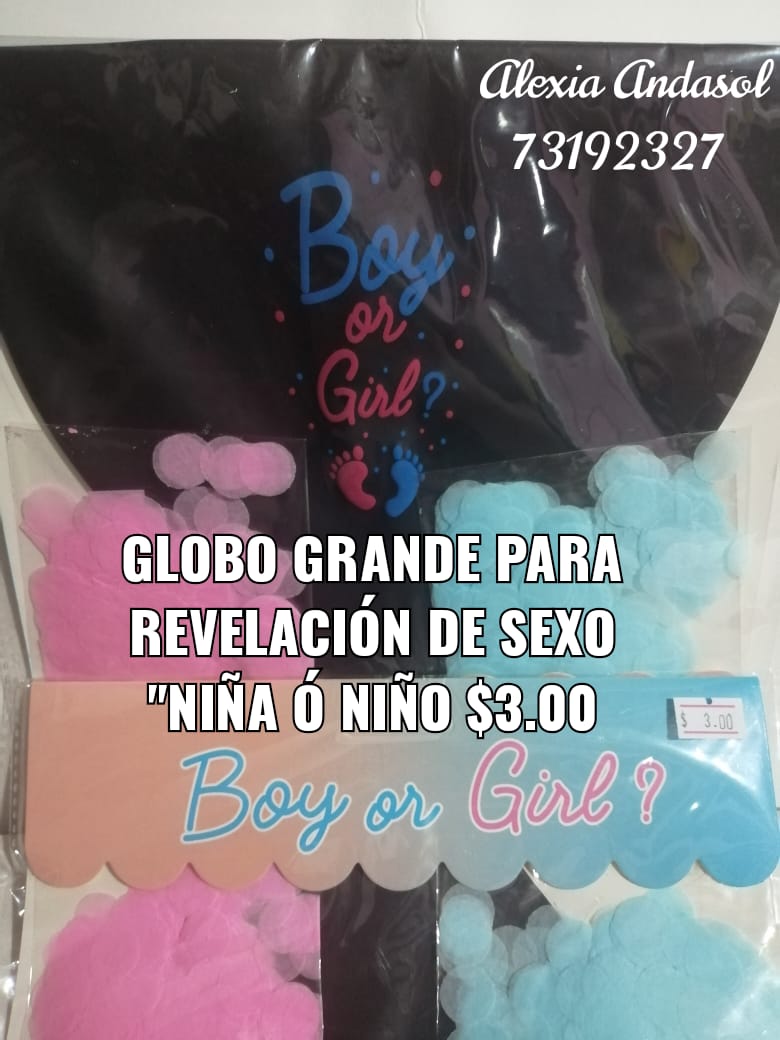 Alexia Andasol
73192327
Boy
or
Girl?
GLOBO GRANDE PARA
REVELACIÓN DE SEXO
"NIÑA Ó NIÑO $3.00
$ 3.00
Boy or Girl?